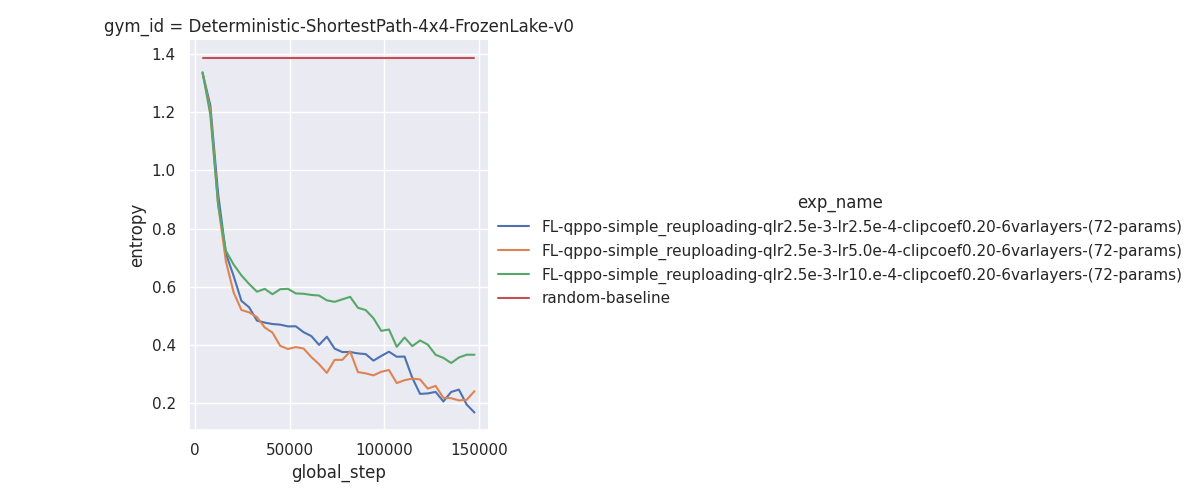 gym_id = Deterministic-ShortestPath-4x4-FrozenLake-v0
1.4
1.2
1.0
0.8
0.6
0.4
0.2
entropy
0
50000
100000
150000
global_step
exp_name
FL-qppo-simple_reuploading-qlr2.5e-3-lr2.5e-4-clipcoef0.20-6varlayers-(72-params)
FL-qppo-simple_reuploading-qlr2.5e-3-lr5.0e-4-clipcoef0.20-6varlayers-(72-params)
FL-qppo-simple_reuploading-qlr2.5e-3-lr10.e-4-clipcoef0.20-6varlayers-(72-params)
random-baseline